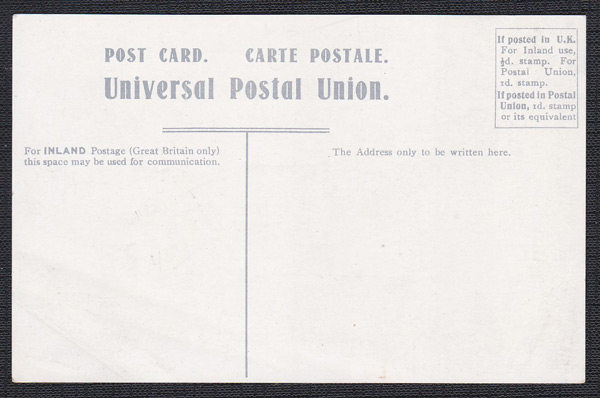 POST CARD. CARTE POSTALE.
Universal Postal Union.
If posted in U.K.
For Inland use,
½d. stamp. For
Postal Union,
1d. stamp.
If posted in Postal
Union, 1d. stamp
or its equivalent
For INLAND Postage (Great Britain only)
this space may be used for communication.
The Address only to be written here.